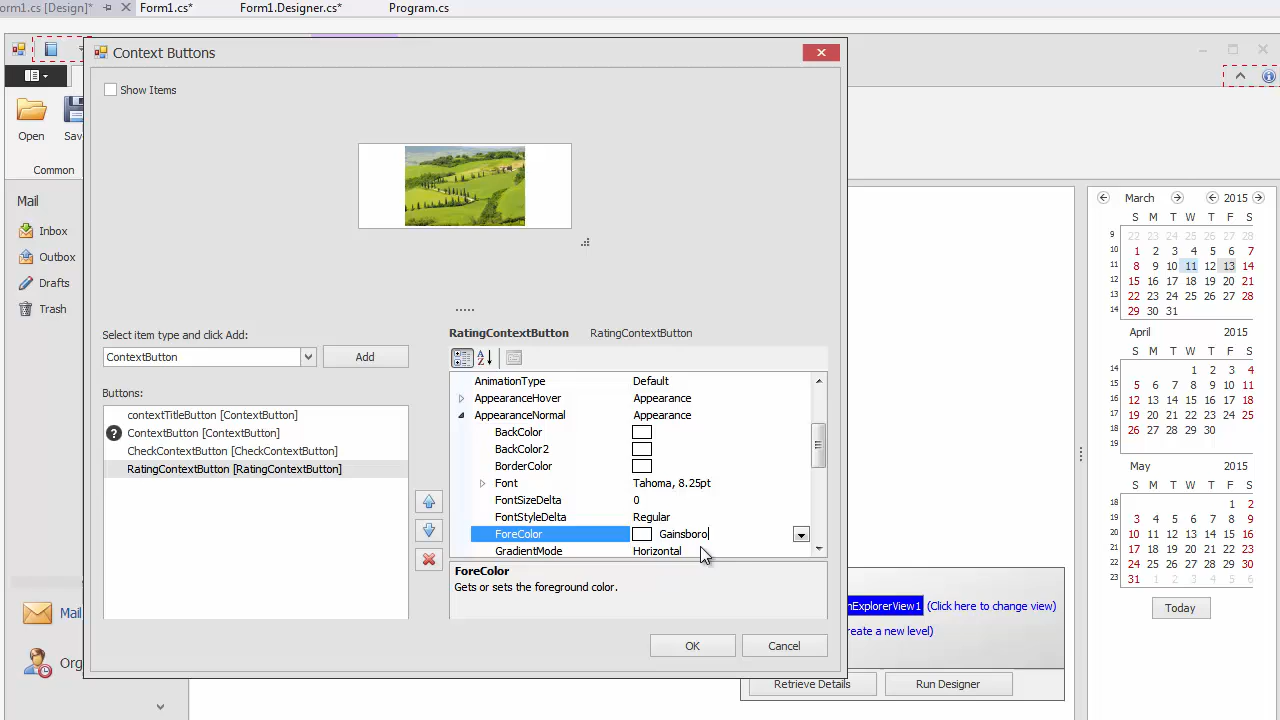 orm1.cs [Design]*
Form1.cs*
Form1.Designer.cs*
Program.cs
Context Buttons
Show Items
Open
Sav
Common
Mail
Inbox
Outbox
Drafts
Trash
Mail
Org
Select item type and click Add:
ContextButton
Add
Buttons:
contextTitleButton [ContextButton]
ContextButton [ContextButton]
CheckContextButton [CheckContextButton]
RatingContextButton [RatingContextButton]
RatingContextButton RatingContextButton
AnimationType Default
AppearanceHover Appearance
AppearanceNormal Appearance
BackColor
BackColor2
BorderColor
Font Tahoma, 8.25pt
FontSizeDelta 0
FontStyleDelta Regular
ForeColor Gainsboro
GradientMode Horizontal
ForeColor
Gets or sets the foreground color.
OK
Cancel
nExplorerView1 (Click here to change view)
reate a new level)
Retrieve Details
Run Designer
March 2015
S M T W T F S
9 22 23 24 25 26 27 28
10 1 2 3 4 5 6 7
11 8 9 10 11 12 13 14
12 15 16 17 18 19 20 21
13 22 23 24 25 26 27 28
14 29 30 31
April 2015
S M T W T F S
14 1 2 3 4
15 5 6 7 8 9 10 11
16 12 13 14 15 16 17 18
17 19 20 21 22 23 24 25
18 26 27 28 29 30
19
May 2015
S M T W T F S
18 1 2
19 3 4 5 6 7 8 9
20 10 11 12 13 14 15 16
21 17 18 19 20 21 22 23
22 24 25 26 27 28 29 30
23 31 1 2 3 4 5 6
Today